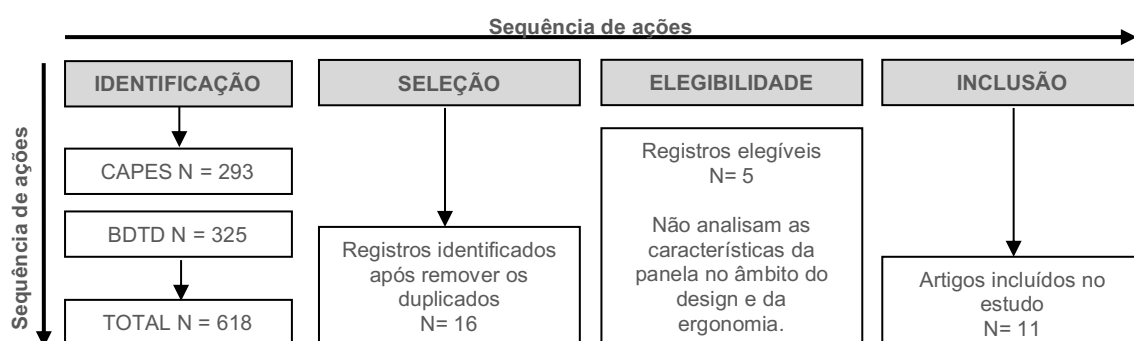 Sequência de ações
Sequência de ações
IDENTIFICAÇÃO
CAPES N = 293
BDTD N = 325
TOTAL N = 618
SELEÇÃO
Registros identificados
após remover os
duplicados
N= 16
ELEGIBILIDADE
Registros elegíveis
N= 5
Não analisam as
características da
panela no âmbito do
design e da
ergonomia.
INCLUSÃO
Artigos incluídos no
estudo
N= 11